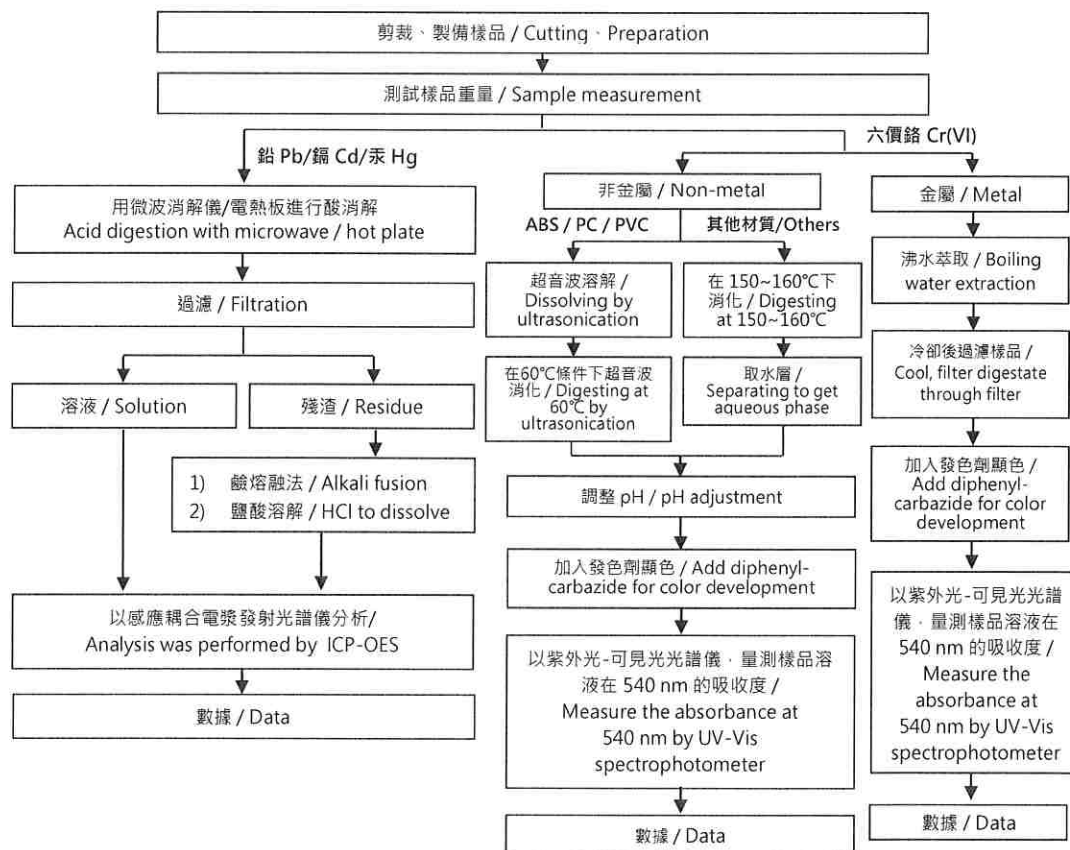 剪裁、製備樣品 / Cutting、Preparation
測試樣品重量 / Sample measurement
鉛 Pb/鎘 Cd/汞 Hg
用微波消解儀/電熱板進行酸消解
Acid digestion with microwave / hot plate
過濾 / Filtration
溶液 / Solution
殘渣 / Residue
1) 鹼熔融法 / Alkali fusion
2) 鹽酸溶解 / HCl to dissolve
以感應耦合電漿發射光譜儀分析/
Analysis was performed by ICP-OES
數據 / Data
六價鉻 Cr(VI)
非金屬 / Non-metal
ABS / PC / PVC
超音波溶解 /
Dissolving by
ultrasonication
在60℃條件下超音波
消化 / Digesting at
60℃ by
ultrasonication
其他材質/Others
在 150~160℃下
消化 / Digesting
at 150~160℃
取水層 /
Separating to get
aqueous phase
調整 pH / pH adjustment
加入發色劑顯色 / Add diphenyl-
carbazide for color development
以紫外光-可見光光譜儀，量測樣品溶
液在 540 nm 的吸收度 /
Measure the absorbance at
540 nm by UV-Vis
spectrophotometer
數據 / Data
金屬 / Metal
沸水萃取 / Boiling
water extraction
冷卻後過濾樣品 /
Cool, filter digestate
through filter
加入發色劑顯色 /
Add diphenyl-
carbazide for color
development
以紫外光-可見光光譜
儀，量測樣品溶液在
540 nm 的吸收度 /
Measure the
absorbance at
540 nm by UV-Vis
spectrophotometer
數據 / Data